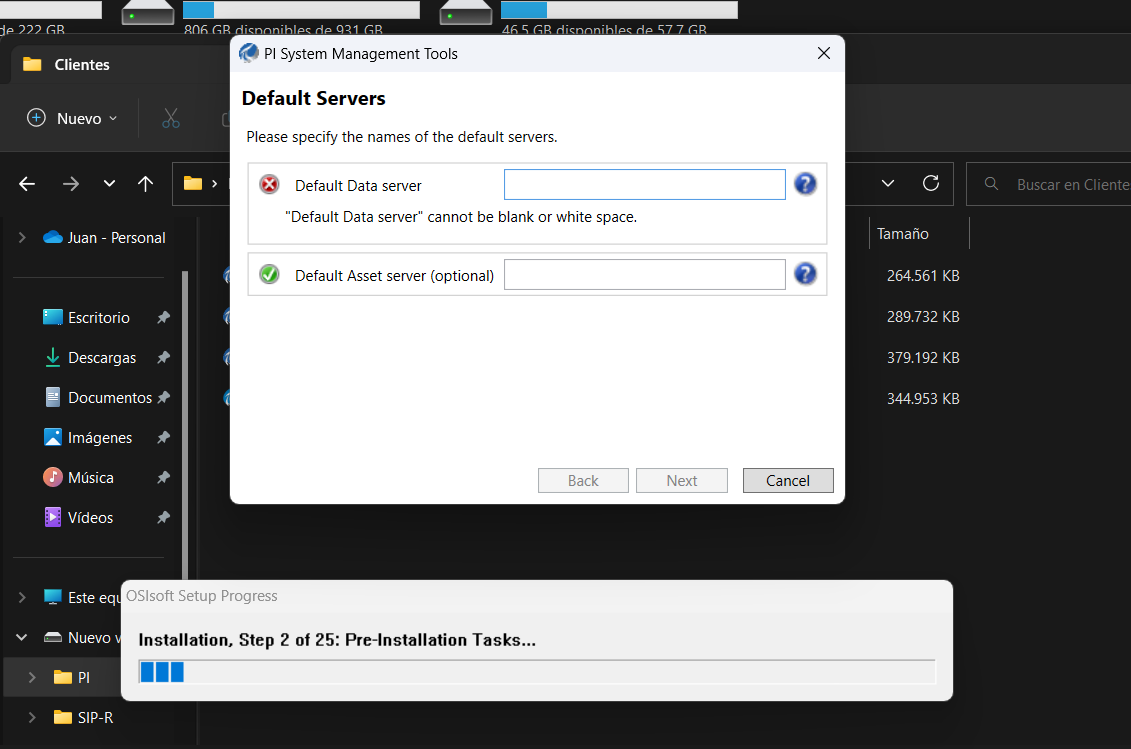 de 222 GB
806 GB disponibles de 931 GB
46,5 GB disponibles de 57,7 GB
Clientes
PI System Management Tools
Nuevo
Default Servers
Please specify the names of the default servers.
Default Data server
"Default Data server" cannot be blank or white space.
Default Asset server (optional)
Back
Next
Cancel
Buscar en Cliente
Tamaño
264.561 KB
289.732 KB
379.192 KB
344.953 KB
Juan - Personal
Escritorio
Descargas
Documentos
Imágenes
Música
Vídeos
Este equ
Nuevo v
PI
SIP-R
OSIsoft Setup Progress
Installation, Step 2 of 25: Pre-Installation Tasks...